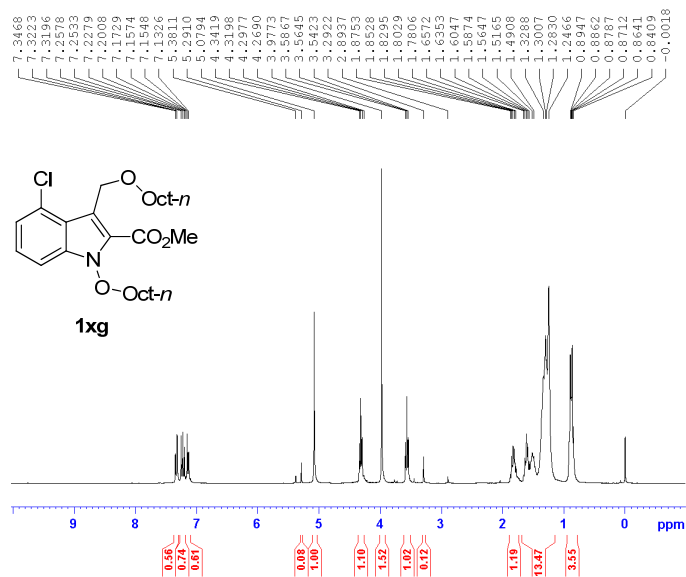 7.3468 7.3223 7.3196 7.2578 7.2533 7.2279 7.2008 7.1729 7.1574 7.1548 7.1326 5.3811 5.2910 5.0794 4.3419 4.3198 4.2977 4.2690 3.9773 3.5867 3.5645 3.5423 3.2922 2.8937 1.8753 1.8528 1.8295 1.8029 1.7806 1.6572 1.6353 1.6047 1.5874 1.5647 1.5165 1.4908 1.3288 1.3007 1.2830 1.2466 0.8947 0.8862 0.8787 0.8712 0.8641 0.8409 -0.0018
Cl
O
Oct-n
CO2Me
N
O-Oct-n
1xg
9 8 7 6 5 4 3 2 1 0 ppm
0.56 0.74 0.61 0.08 1.00 1.10 1.52 1.02 0.12 1.19 13.47 3.55